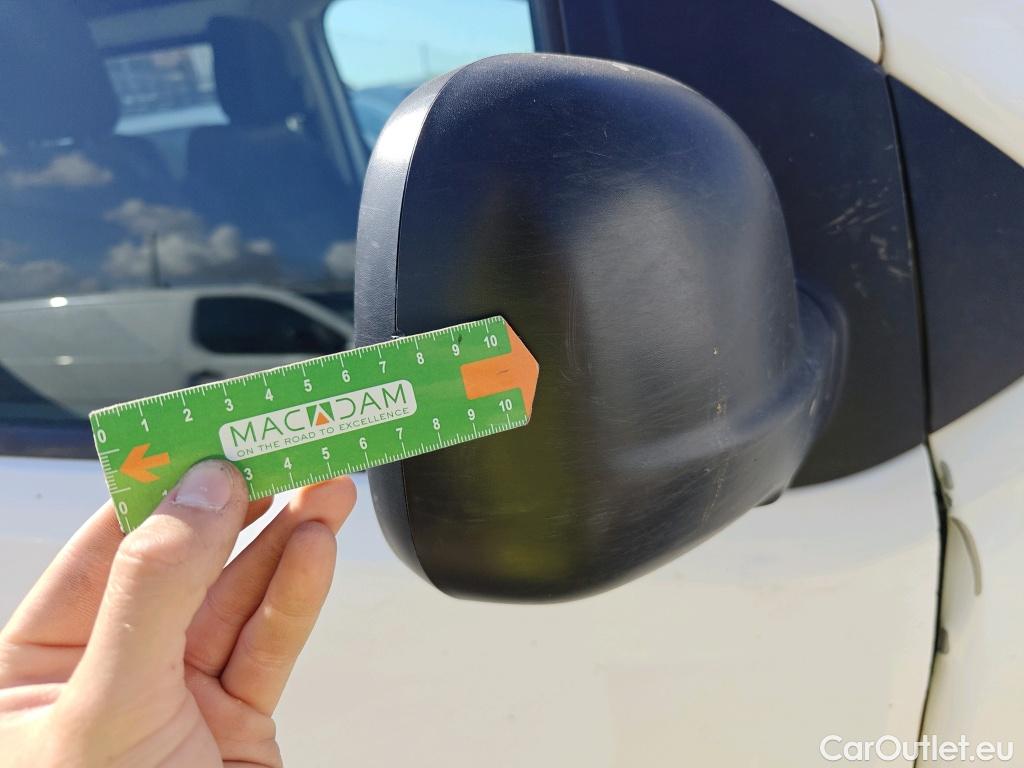 0 1 2 3 4 5 6 7 8 9 10
MACADAM
ON THE ROAD TO EXCELLENCE
0 1 3 4 5 6 7 8 9 10
CarOutlet.eu